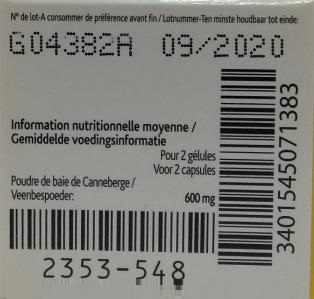 N° de lot-A consommer de préférence avant fin / Lotnummer-Ten minste houdbaar tot einde:
G04382A 09/2020
Information nutritionnelle moyenne /
Gemiddelde voedingsinformatie
Pour 2 gélules
Voor 2 capsules
Poudre de baie de Canneberge /
Veenbespoeder: 600 mg
3401545071383
2353-548